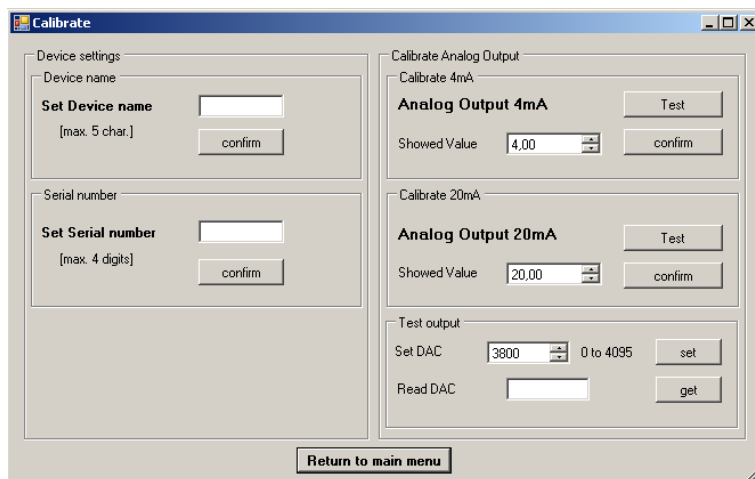 Calibrate
Device settings
Device name
Set Device name
[max. 5 char.]
confirm
Serial number
Set Serial number
[max. 4 digits]
confirm
Calibrate Analog Output
Calibrate 4mA
Analog Output 4mA
Test
Showed Value
4,00
confirm
Calibrate 20mA
Analog Output 20mA
Test
Showed Value
20,00
confirm
Test output
Set DAC
3800
0 to 4095
set
Read DAC
get
Return to main menu